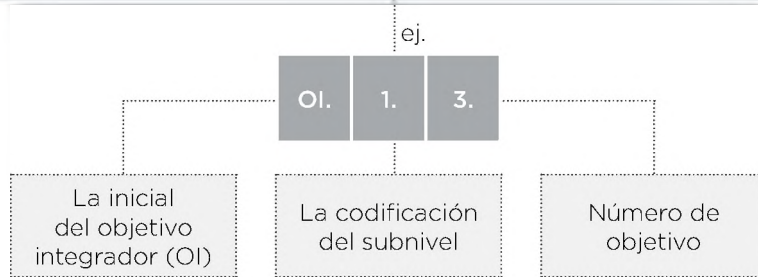 ej.
OI. 1. 3.
La inicial
del objetivo
integrador (OI)
La codificación
del subnivel
Número de
objetivo